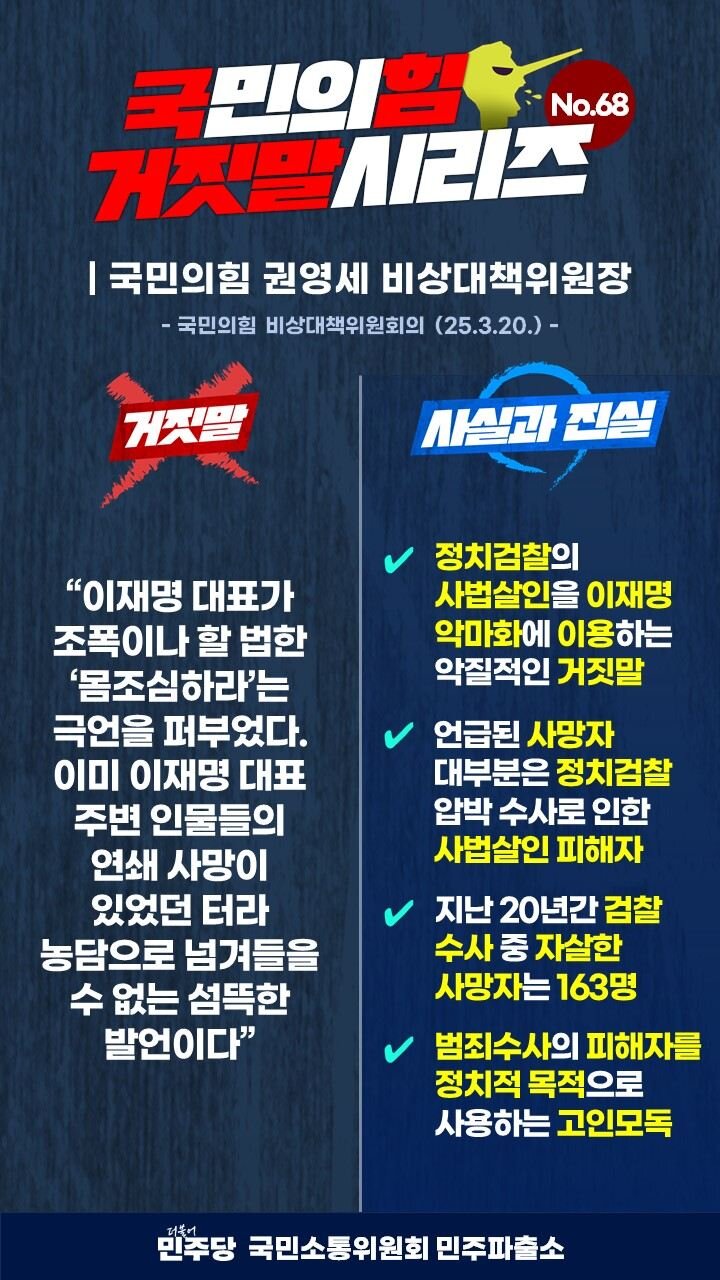 국민의힘
No.68
거짓말시리즈
| 국민의힘 권영세 비상대책위원장
- 국민의힘 비상대책위원회의 (25.3.20.) -
거짓말
“이재명 대표가
조폭이나 할 법한
‘몸조심하라’는
극언을 퍼부었다.
이미 이재명 대표
주변 인물들의
연쇄 사망이
있었던 터라
농담으로 넘겨들을
수 없는 섬뜩한
발언이다”
사실과 진실
✔ 정치검찰의
사법살인을 이재명
악마화에 이용하는
악질적인 거짓말
✔ 언급된 사망자
대부분은 정치검찰
압박 수사로 인한
사법살인 피해자
✔ 지난 20년간 검찰
수사 중 자살한
사망자는 163명
✔ 범죄수사의 피해자를
정치적 목적으로
사용하는 고인모독
더불어
민주당 국민소통위원회 민주파출소